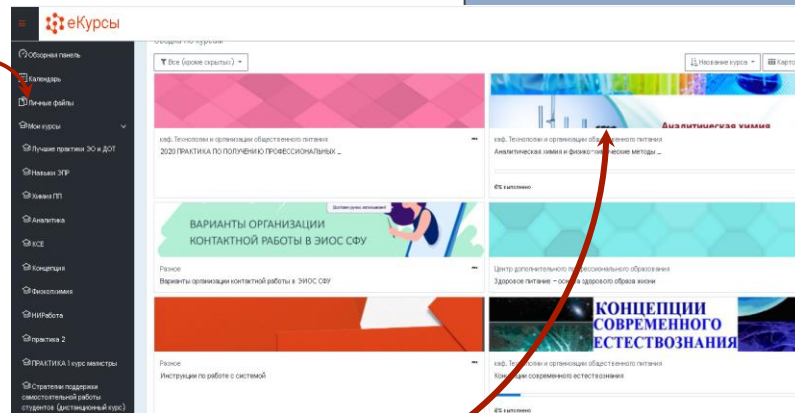 еКурсы
Обзорная панель
Календарь
Личные файлы
Мои курсы
Лучшие практики ЭО и ДОТ
Навыки ЭПР
Химия ПП
Аналитика
КСЕ
Концепция
Физколхимия
НИРабота
практика 2
ПРАКТИКА 1 курс магистры
Стратегии поддержки
самостоятельной работы
студентов (дистанционный курс)
Сводка по курсам
Все (кроме скрытых)
Название курса
каф. Технологии и организации общественного питания
2020 ПРАКТИКА ПО ПОЛУЧЕНИЮ ПРОФЕССИОНАЛЬНЫХ ...
Аналитическая химия
каф. Технологии и организации общественного питания
Аналитическая химия и физико-химические методы ...
0% выполнено
ВАРИАНТЫ ОРГАНИЗАЦИИ
КОНТАКТНОЙ РАБОТЫ В ЭИОС СФУ
Разное
Варианты организации контактной работы в ЭИОС СФУ
Центр дополнительного профессионального образования
Здоровое питание – основа здорового образа жизни
Разное
Инструкции по работе с системой
КОНЦЕПЦИИ
СОВРЕМЕННОГО
ЕСТЕСТВОЗНАНИЯ
каф. Технологии и организации общественного питания
Концепции современного естествознания